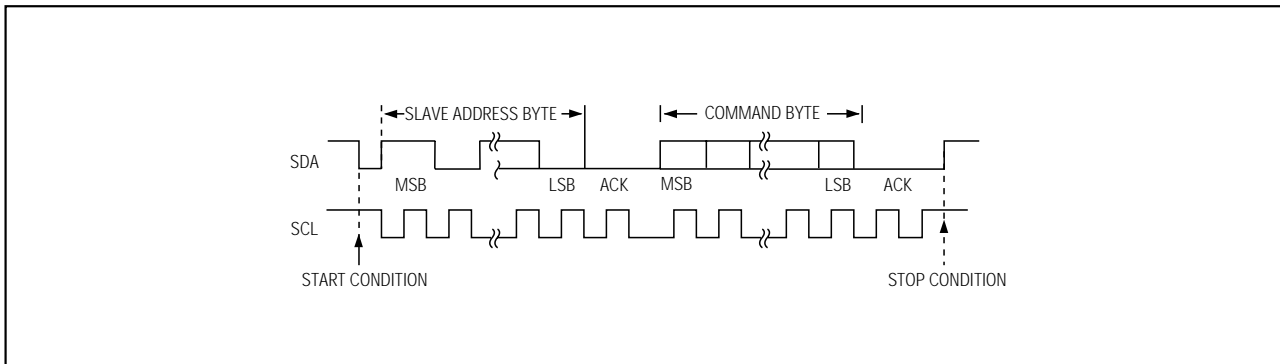 SLAVE ADDRESS BYTE COMMAND BYTE
SDA
MSB LSB ACK MSB LSB ACK
SCL
START CONDITION STOP CONDITION